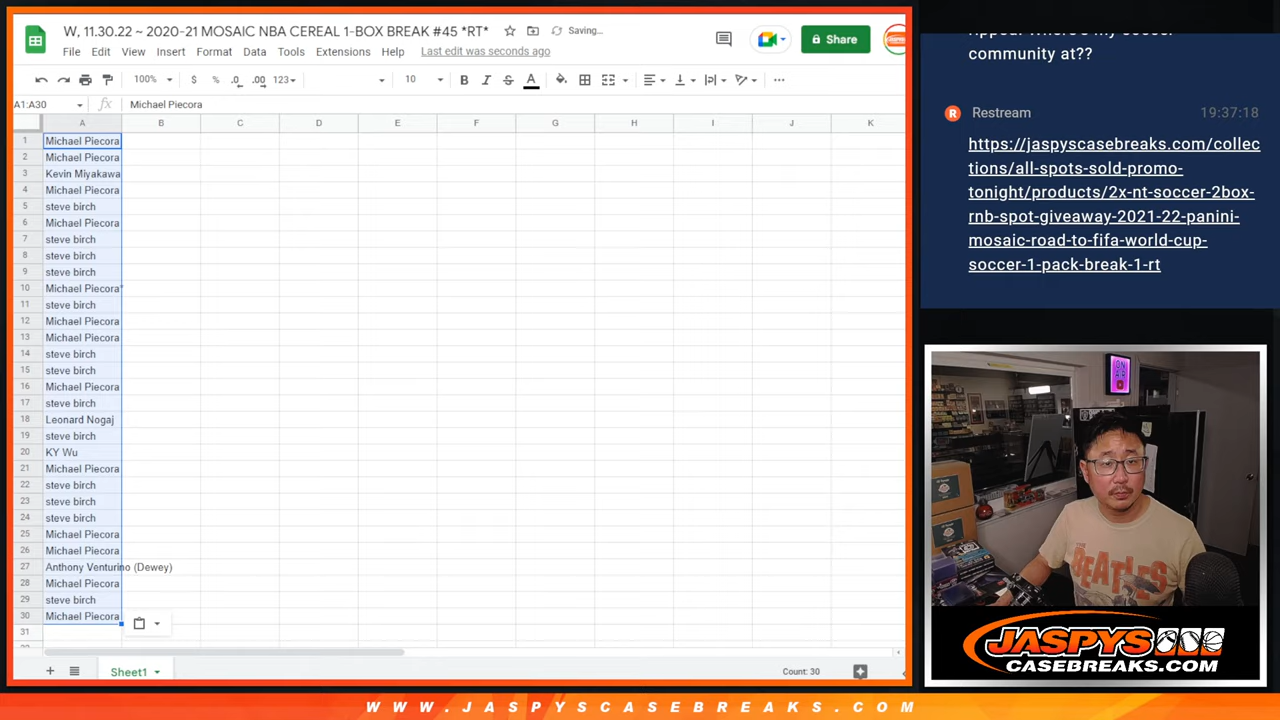 W, 11.30.22 ~ 2020-21 MOSAIC NBA CEREAL 1-BOX BREAK #45 *RT*
Saving...
File Edit View Insert Format Data Tools Extensions Help Last edit was seconds ago
Share
100% $ % .0 .00 123 10 B I S A
A1:A30 fx Michael Piecora
A B C D E F G H I J K
1 Michael Piecora
2 Michael Piecora
3 Kevin Miyakawa
4 Michael Piecora
5 steve birch
6 Michael Piecora
7 steve birch
8 steve birch
9 steve birch
10 Michael Piecora*
11 steve birch
12 Michael Piecora
13 Michael Piecora
14 steve birch
15 steve birch
16 Michael Piecora
17 steve birch
18 Leonard Nogaj
19 steve birch
20 KY Wu
21 Michael Piecora
22 steve birch
23 steve birch
24 steve birch
25 Michael Piecora
26 Michael Piecora
27 Anthony Venturino (Dewey)
28 Michael Piecora
29 steve birch
30 Michael Piecora
31
Sheet1
Count: 30
community at??
R Restream 19:37:18
https://jaspyscasebreaks.com/collec
tions/all-spots-sold-promo-
tonight/products/2x-nt-soccer-2box-
rnb-spot-giveaway-2021-22-panini-
mosaic-road-to-fifa-world-cup-
soccer-1-pack-break-1-rt
ON
AIR
BEATLES
JASPYS
CASEBREAKS.COM
WWW.JASPYSCASEBREAKS.COM